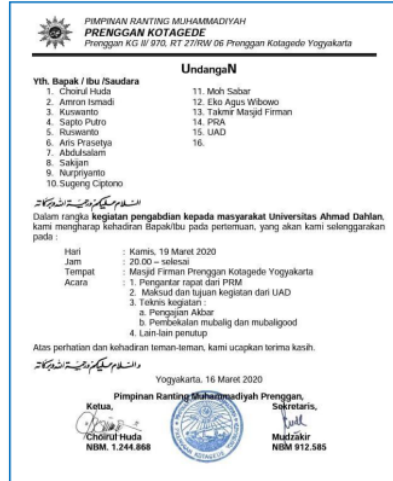 PIMPINAN RANTING MUHAMMADIYAH
PRENGGAN KOTAGEDE
Prenggan KG II/ 970, RT 27/RW 06 Prenggan Kotagede Yogyakarta
UndangaN
Yth. Bapak / Ibu /Saudara
1. Choirul Huda
2. Amron Ismadi
3. Kuswanto
4. Sapto Putro
5. Ruswanto
6. Aris Prasetya
7. Abdulsalam
8. Sakijan
9. Nurpriyanto
10. Sugeng Ciptono
11. Moh Sabar
12. Eko Agus Wibowo
13. Takmir Masjid Firman
14. PRA
15. UAD
16.
السلام عليكم ورحمة الله وبركاته
Dalam rangka kegiatan pengabdian kepada masyarakat Universitas Ahmad Dahlan,
kami mengharap kehadiran Bapak/Ibu pada pertemuan, yang akan kami selenggarakan
pada :
Hari : Kamis, 19 Maret 2020
Jam : 20.00 – selesai
Tempat : Masjid Firman Prenggan Kotagede Yogyakarta
Acara : 1. Pengantar rapat dari PRM
2. Maksud dan tujuan kegiatan dari UAD
3. Teknis kegiatan :
a. Pengajian Akbar
b. Pembekalan mubalig dan mubaligood
4. Lain-lain penutup
Atas perhatian dan kehadiran teman-teman, kami ucapkan terima kasih.
والسلام عليكم ورحمة الله وبركاته
Yogyakarta, 16 Maret 2020
Pimpinan Ranting Muhammadiyah Prenggan,
Ketua, Sekretaris,
Choirul Huda Mudzakir
NBM. 1.244.868 NBM 912.585